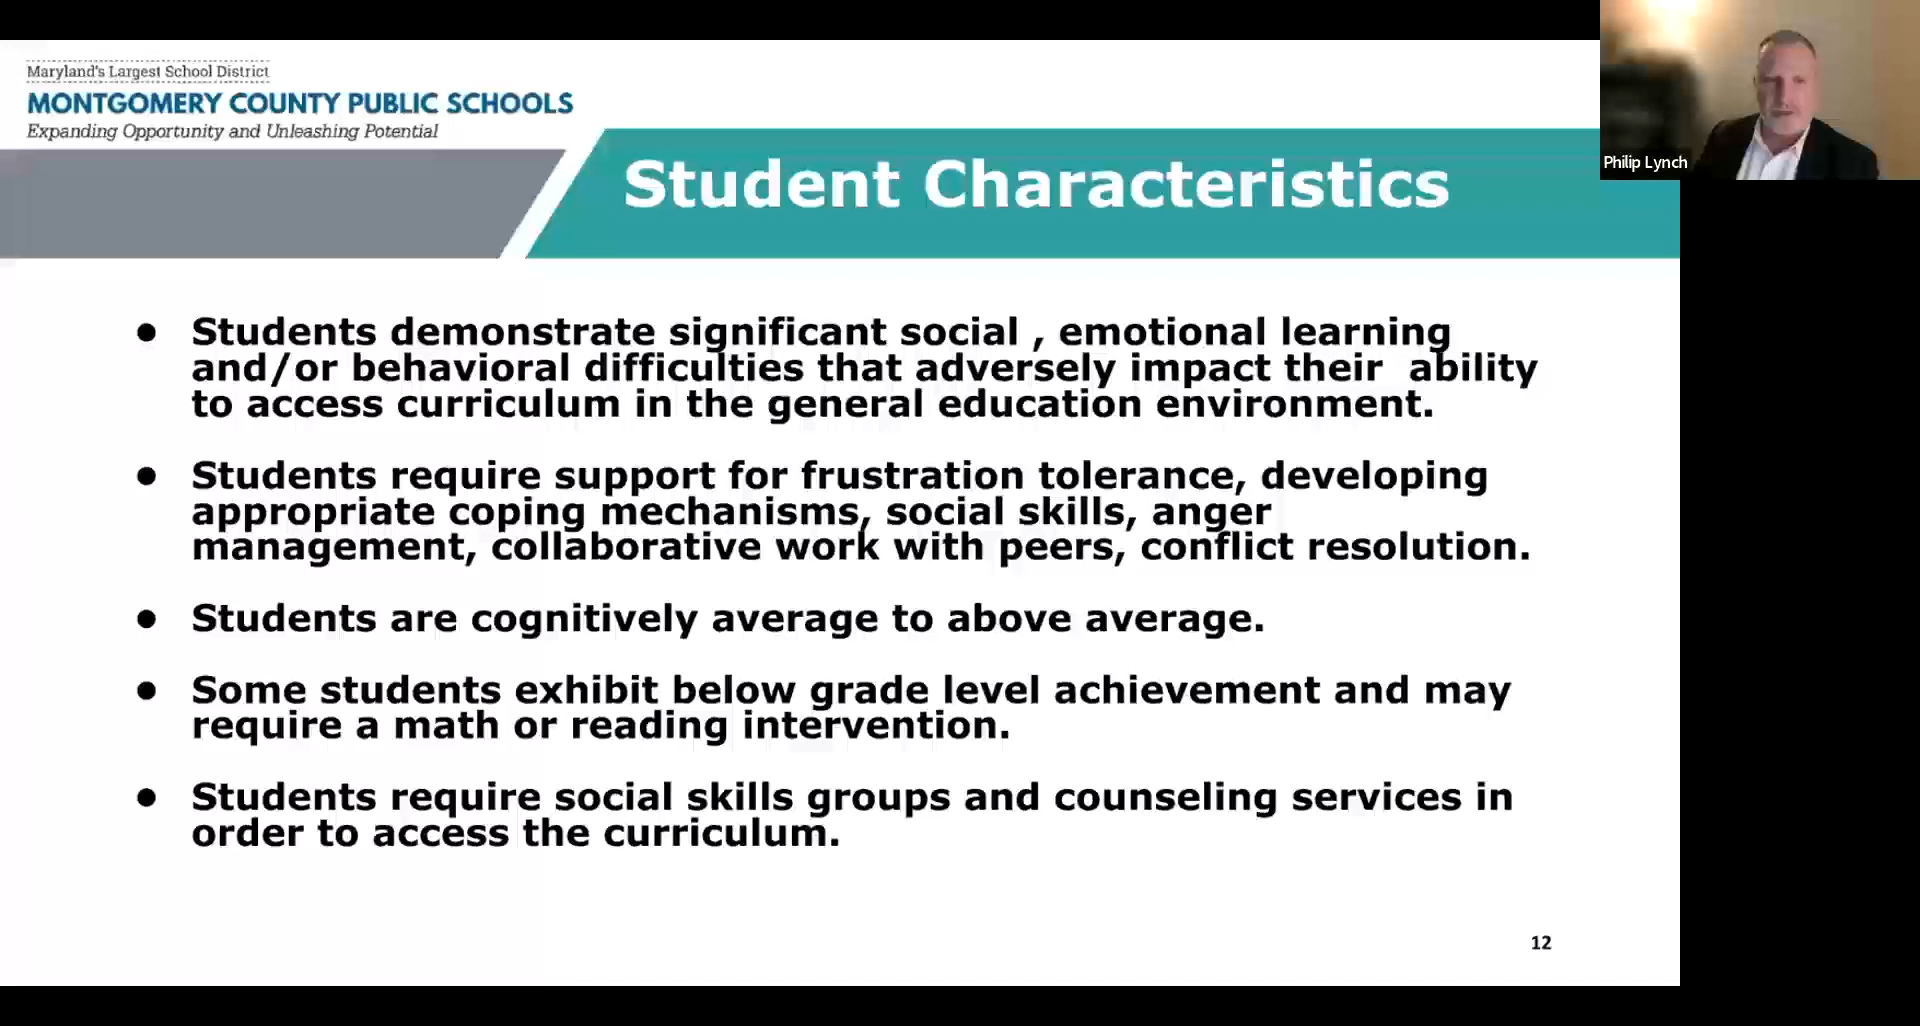 Maryland's Largest School District
MONTGOMERY COUNTY PUBLIC SCHOOLS
Expanding Opportunity and Unleashing Potential
Student Characteristics
Philip Lynch
● Students demonstrate significant social , emotional learning
and/or behavioral difficulties that adversely impact their  ability
to access curriculum in the general education environment.
● Students require support for frustration tolerance, developing
appropriate coping mechanisms, social skills, anger
management, collaborative work with peers, conflict resolution.
● Students are cognitively average to above average.
● Some students exhibit below grade level achievement and may
require a math or reading intervention.
● Students require social skills groups and counseling services in
order to access the curriculum.
12